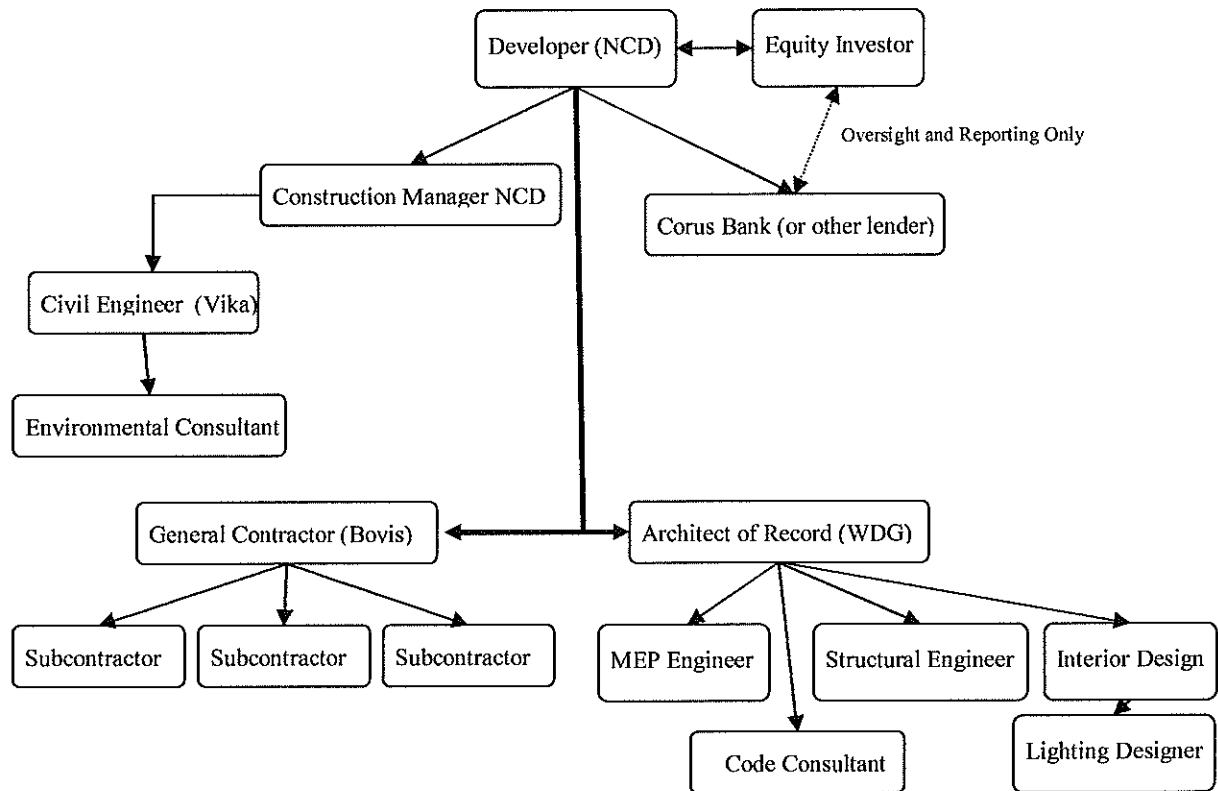 Developer (NCD)
Equity Investor
Oversight and Reporting Only
Construction Manager NCD
Corus Bank (or other lender)
Civil Engineer (Vika)
Environmental Consultant
General Contractor (Bovis)
Architect of Record (WDG)
Subcontractor
Subcontractor
Subcontractor
MEP Engineer
Structural Engineer
Interior Design
Code Consultant
Lighting Designer